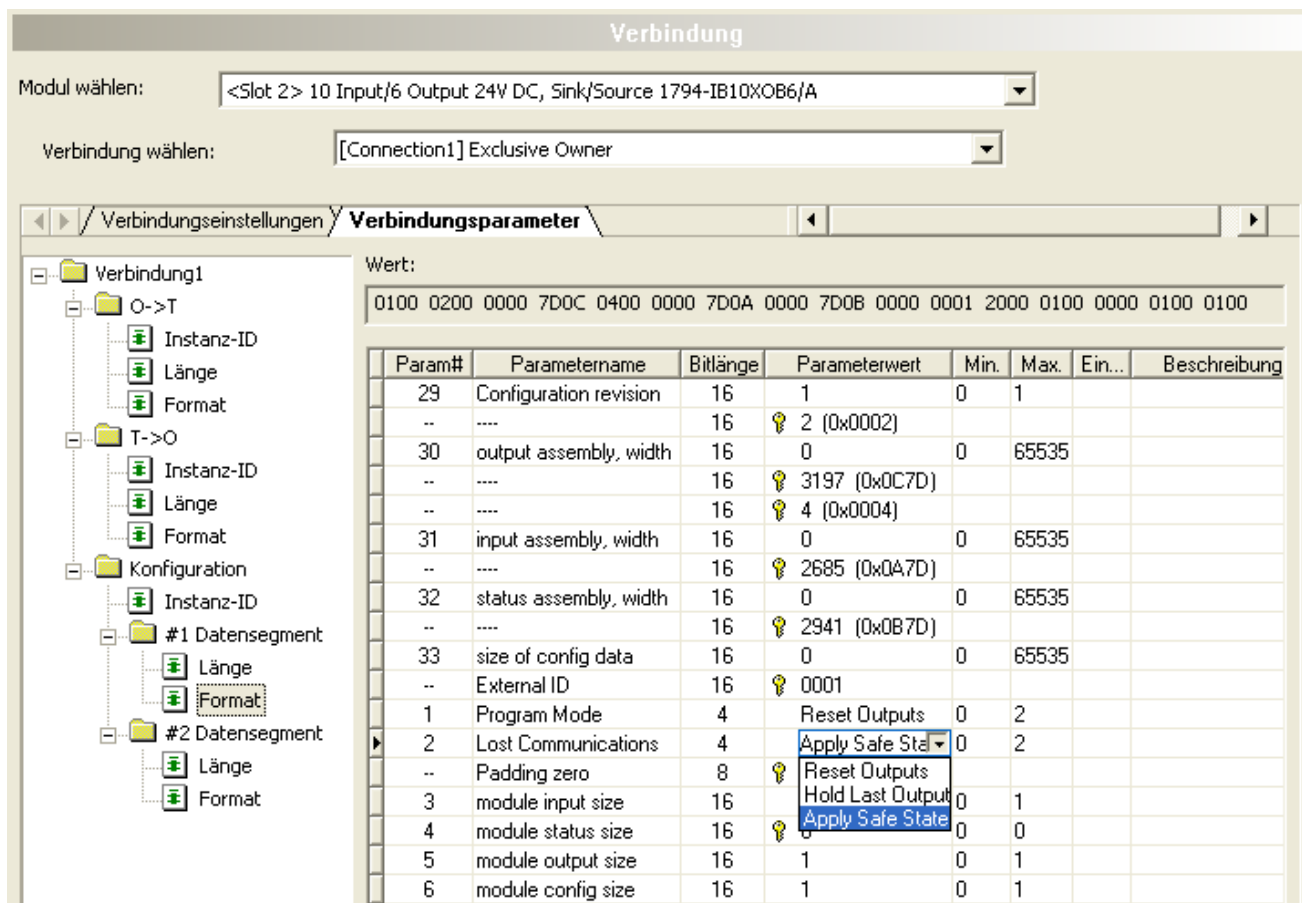 Verbindung
Modul wählen: <Slot 2> 10 Input/6 Output 24V DC, Sink/Source 1794-IB10XOB6/A
Verbindung wählen: [Connection1] Exclusive Owner
Verbindungseinstellungen Verbindungsparameter
Verbindung1
O->T
Instanz-ID
Länge
Format
T->O
Instanz-ID
Länge
Format
Konfiguration
Instanz-ID
#1 Datensegment
Länge
Format
#2 Datensegment
Länge
Format
Wert:
0100 0200 0000 7D0C 0400 0000 7D0A 0000 7D0B 0000 0001 2000 0100 0000 0100 0100
Param# Parametername Bitlänge Parameterwert Min. Max. Ein... Beschreibung
29 Configuration revision 16 1 0 1
-- ---- 16 2 (0x0002)
30 output assembly, width 16 0 0 65535
-- ---- 16 3197 (0x0C7D)
-- ---- 16 4 (0x0004)
31 input assembly, width 16 0 0 65535
-- ---- 16 2685 (0x0A7D)
32 status assembly, width 16 0 0 65535
-- ---- 16 2941 (0x0B7D)
33 size of config data 16 0 0 65535
-- External ID 16 0001
1 Program Mode 4 Reset Outputs 0 2
2 Lost Communications 4 Apply Safe Sta 0 2
-- Padding zero 8 Reset Outputs
3 module input size 16 Hold Last Output 0 1
4 module status size 16 Apply Safe State 0 0
5 module output size 16 1 0 1
6 module config size 16 1 0 1